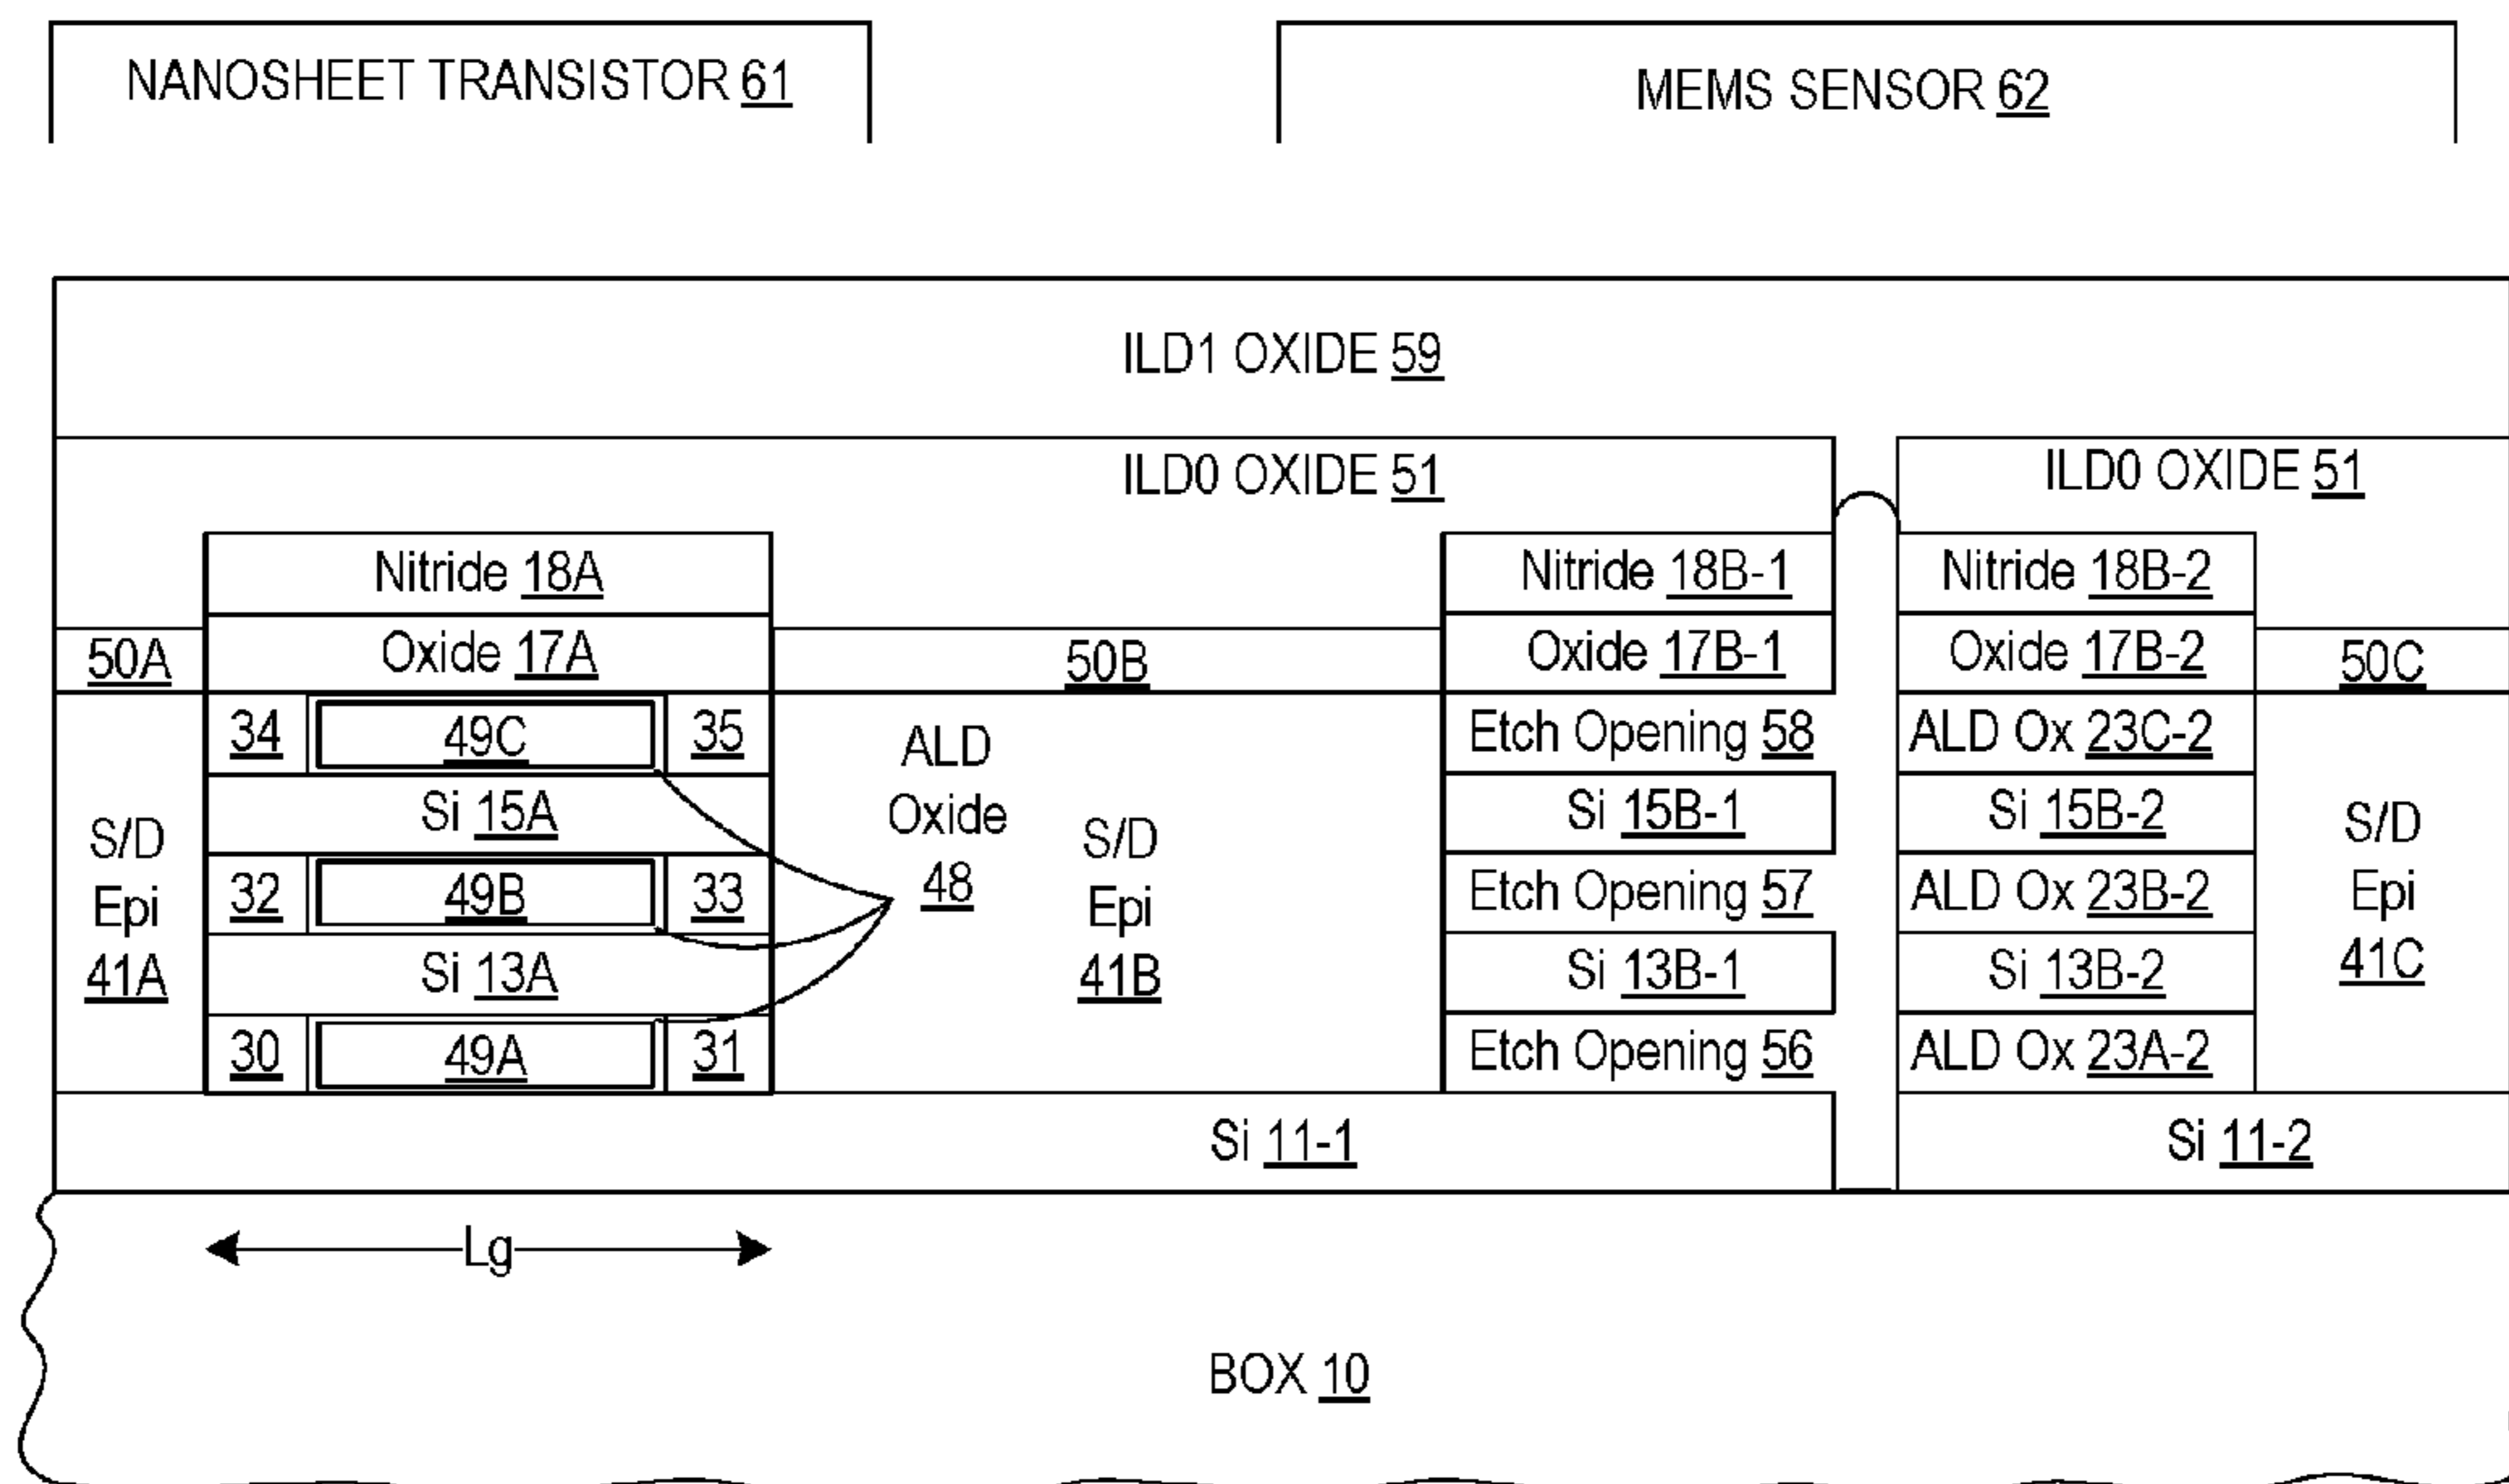 NANOSHEET TRANSISTOR 61
MEMS SENSOR 62
ILD1 OXIDE 59
ILD0 OXIDE 51
ILD0 OXIDE 51
Nitride 18A
Nitride 18B-1
Nitride 18B-2
50A
Oxide 17A
50B
Oxide 17B-1
Oxide 17B-2
50C
34
49C
35
Etch Opening 58
ALD Ox 23C-2
Si 15A
Si 15B-1
Si 15B-2
32
49B
33
Etch Opening 57
ALD Ox 23B-2
Si 13A
Si 13B-1
Si 13B-2
30
49A
31
Etch Opening 56
ALD Ox 23A-2
S/D
Epi
41A
ALD
Oxide
48
S/D
Epi
41B
S/D
Epi
41C
Si 11-1
Si 11-2
Lg
BOX 10